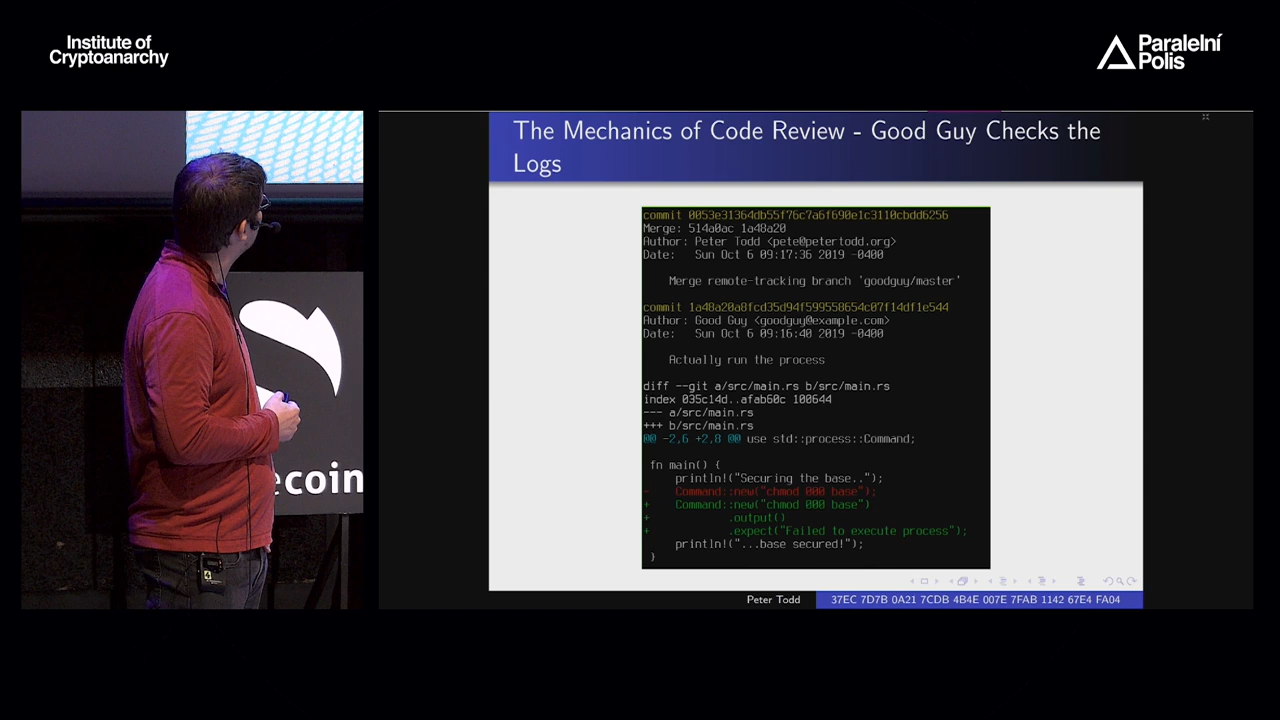 Institute of
Cryptoanarchy
Paralelní
Polis
ecoin
The Mechanics of Code Review - Good Guy Checks the
Logs
commit 0053e31364db55f76c7a6f690e1c3110cbdd6256
Merge: 514a0ac 1a48a20
Author: Peter Todd <pete@petertodd.org>
Date:   Sun Oct 6 09:17:36 2019 -0400
Merge remote-tracking branch 'goodguy/master'
commit 1a48a20a8fcd35d94f599558654c07f14df1e544
Author: Good Guy <goodguy@example.com>
Date:   Sun Oct 6 09:16:40 2019 -0400
Actually run the process
diff --git a/src/main.rs b/src/main.rs
index 035c14d..afab60c 100644
--- a/src/main.rs
+++ b/src/main.rs
@@ -2,6 +2,8 @@ use std::process::Command;
fn main() {
println!("Securing the base..");
-    Command::new("chmod 000 base");
+    Command::new("chmod 000 base")
+            .output()
+            .expect("Failed to execute process");
println!("...base secured!");
}
Peter Todd
37EC 7D7B 0A21 7CDB 4B4E 007E 7FAB 1142 67E4 FA04